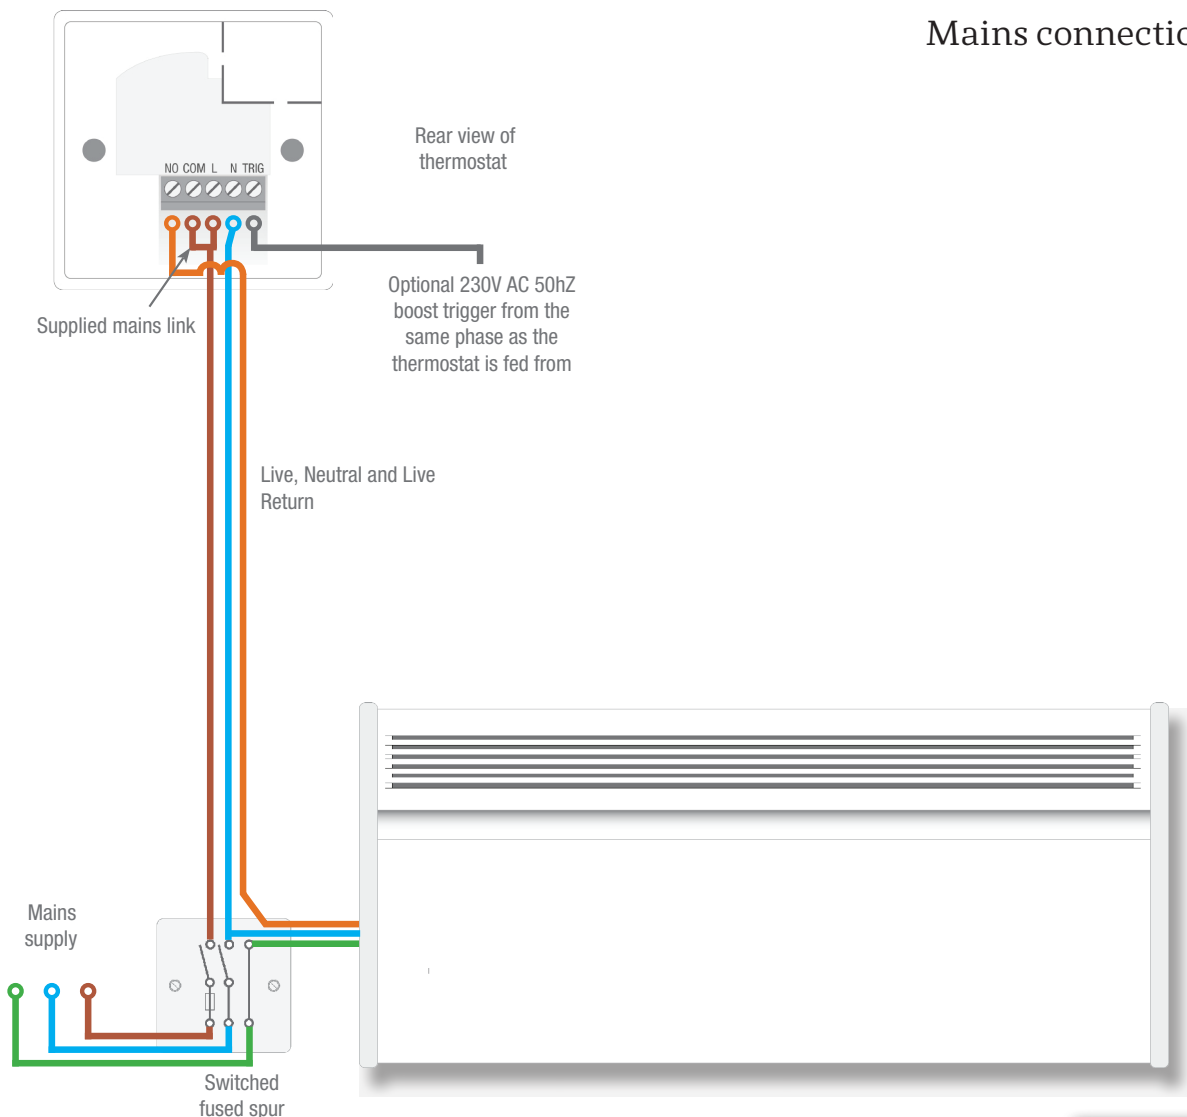 Mains connectio
Rear view of
thermostat
NO COM L N TRIG
Optional 230V AC 50hZ
boost trigger from the
same phase as the
thermostat is fed from
Supplied mains link
Live, Neutral and Live
Return
Mains
supply
Switched
fused spur